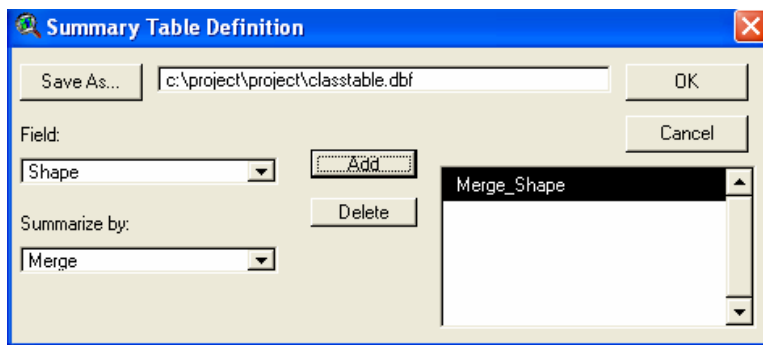 Summary Table Definition
Save As...
c:\project\project\classtable.dbf
OK
Cancel
Field:
Shape
Add
Merge_Shape
Delete
Summarize by:
Merge